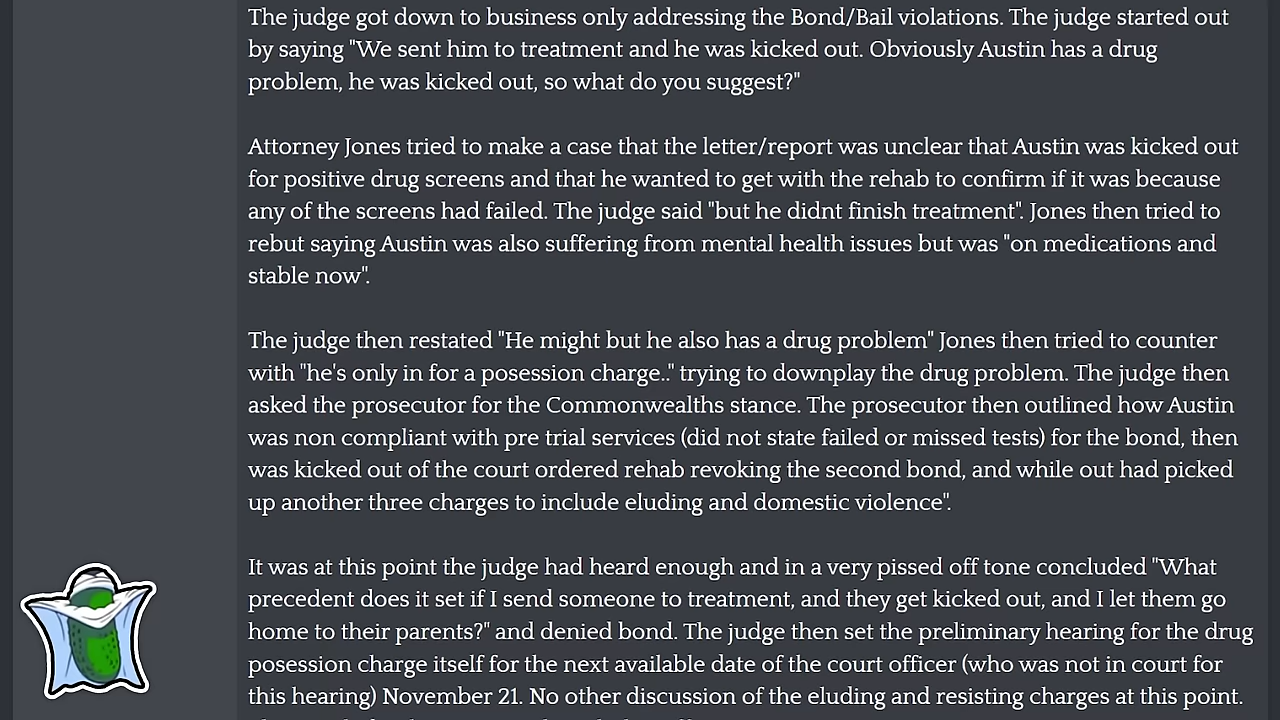 The judge got down to business only addressing the Bond/Bail violations. The judge started out
by saying "We sent him to treatment and he was kicked out. Obviously Austin has a drug
problem, he was kicked out, so what do you suggest?"
Attorney Jones tried to make a case that the letter/report was unclear that Austin was kicked out
for positive drug screens and that he wanted to get with the rehab to confirm if it was because
any of the screens had failed. The judge said "but he didnt finish treatment". Jones then tried to
rebut saying Austin was also suffering from mental health issues but was "on medications and
stable now".
The judge then restated "He might but he also has a drug problem" Jones then tried to counter
with "he's only in for a posession charge.." trying to downplay the drug problem. The judge then
asked the prosecutor for the Commonwealths stance. The prosecutor then outlined how Austin
was non compliant with pre trial services (did not state failed or missed tests) for the bond, then
was kicked out of the court ordered rehab revoking the second bond, and while out had picked
up another three charges to include eluding and domestic violence".
It was at this point the judge had heard enough and in a very pissed off tone concluded "What
precedent does it set if I send someone to treatment, and they get kicked out, and I let them go
home to their parents?" and denied bond. The judge then set the preliminary hearing for the drug
posession charge itself for the next available date of the court officer (who was not in court for
this hearing) November 21. No other discussion of the eluding and resisting charges at this point.